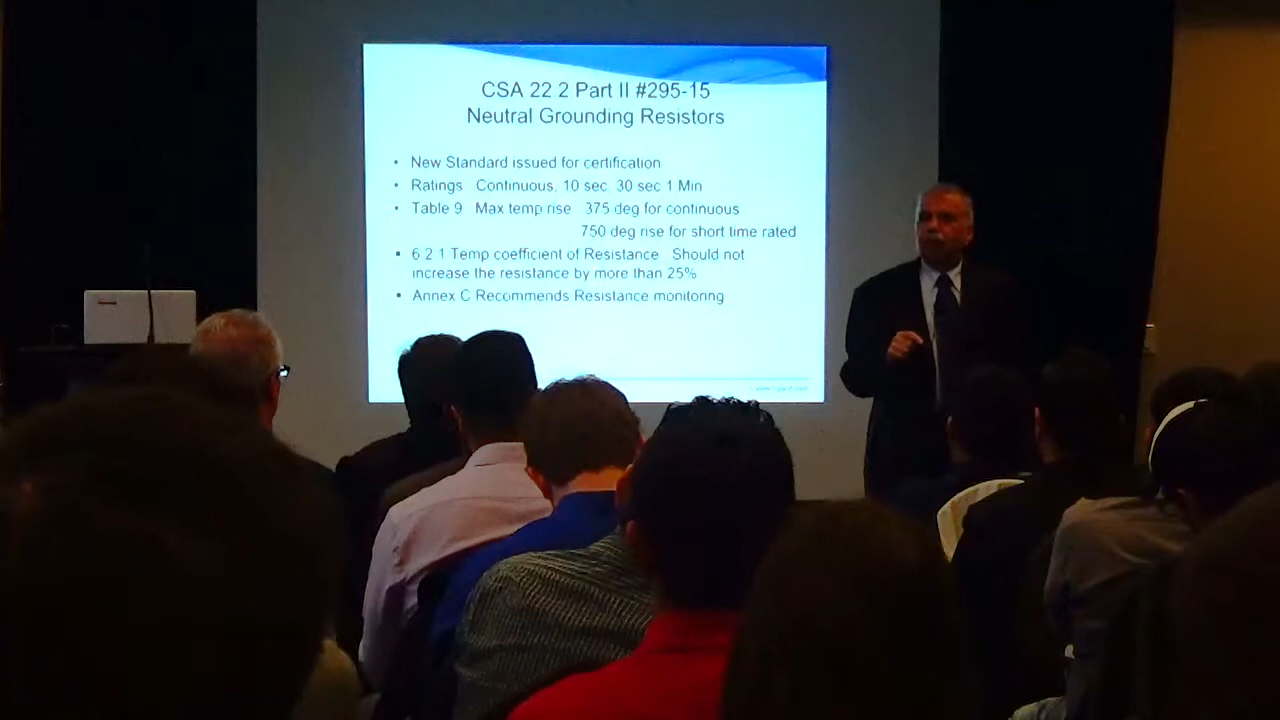 CSA 22 2 Part II #295-15
Neutral Grounding Resistors
• New Standard issued for certification
• Ratings Continuous, 10 sec, 30 sec 1 Min
• Table 9 Max temp rise 375 deg for continuous
750 deg rise for short time rated
• 6 2 1 Temp coefficient of Resistance Should not
increase the resistance by more than 25%
• Annex C Recommends Resistance monitoring